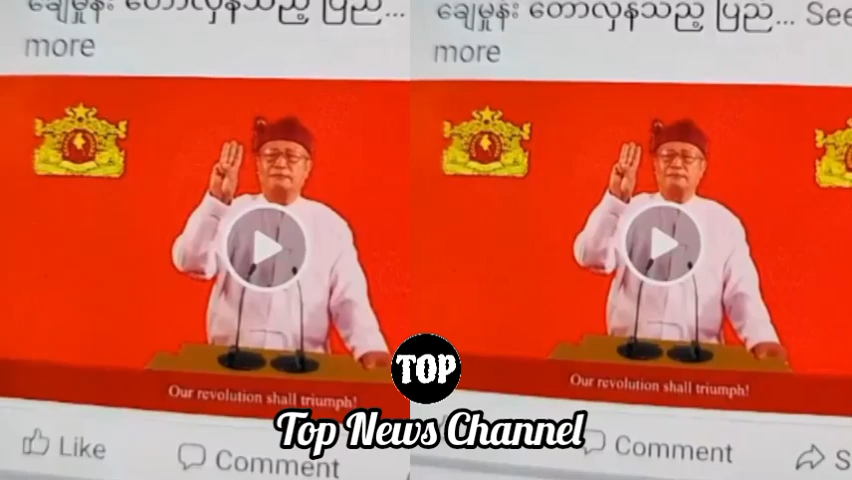 ချေမှုန်း တော်လှန်သည့် ပြည်...
more
Our revolution shall triumph!
Like
Comment
ချေမှုန်း တော်လှန်သည့် ပြည်... See
more
Our revolution shall triumph!
Comment
TOP
Top News Channel